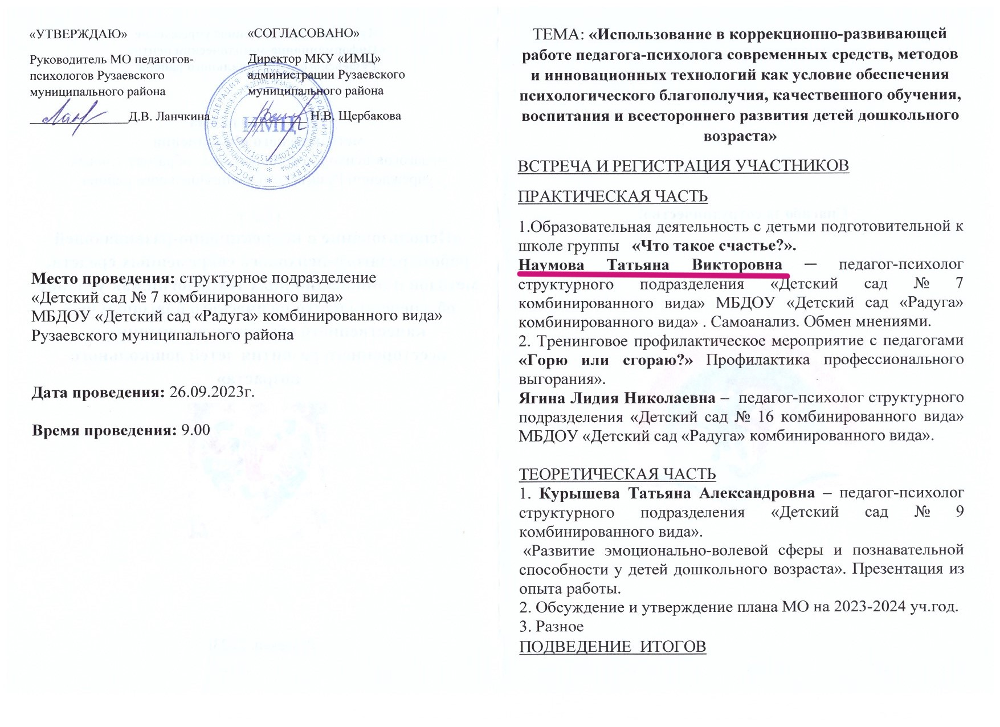 «УТВЕРЖДАЮ»
Руководитель МО педагогов-
психологов Рузаевского
муниципального района
Д.В. Ланчкина
«СОГЛАСОВАНО»
Директор МКУ «ИМЦ»
администрации Рузаевского
муниципального района
Н.В. Щербакова
РОССИЙСКАЯ ФЕДЕРАЦИЯ РЕСПУБЛИКА МОРДОВИЯ г.РУЗАЕВКА
ИМЦ
ОГРН 1051324022980
Место проведения: структурное подразделение
«Детский сад № 7 комбинированного вида»
МБДОУ «Детский сад «Радуга» комбинированного вида»
Рузаевского муниципального района
Дата проведения: 26.09.2023г.
Время проведения: 9.00
ТЕМА: «Использование в коррекционно-развивающей
работе педагога-психолога современных средств, методов
и инновационных технологий как условие обеспечения
психологического благополучия, качественного обучения,
воспитания и всестороннего развития детей дошкольного
возраста»
ВСТРЕЧА И РЕГИСТРАЦИЯ УЧАСТНИКОВ
ПРАКТИЧЕСКАЯ ЧАСТЬ
1.Образовательная деятельность с детьми подготовительной к
школе группы «Что такое счастье?».
Наумова Татьяна Викторовна – педагог-психолог
структурного подразделения «Детский сад № 7
комбинированного вида» МБДОУ «Детский сад «Радуга»
комбинированного вида» . Самоанализ. Обмен мнениями.
2. Тренинговое профилактическое мероприятие с педагогами
«Горю или сгораю?» Профилактика профессионального
выгорания».
Ягина Лидия Николаевна – педагог-психолог структурного
подразделения «Детский сад № 16 комбинированного вида»
МБДОУ «Детский сад «Радуга» комбинированного вида».
ТЕОРЕТИЧЕСКАЯ ЧАСТЬ
1. Курышева Татьяна Александровна – педагог-психолог
структурного подразделения «Детский сад № 9
комбинированного вида».
«Развитие эмоционально-волевой сферы и познавательной
способности у детей дошкольного возраста». Презентация из
опыта работы.
2. Обсуждение и утверждение плана МО на 2023-2024 уч.год.
3. Разное
ПОДВЕДЕНИЕ ИТОГОВ